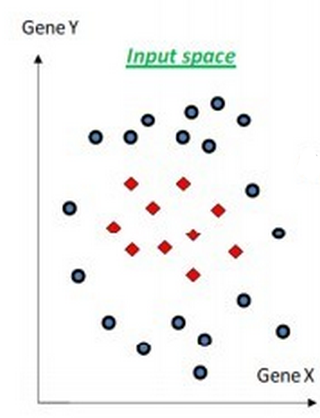 Gene Y
Input space
Gene X